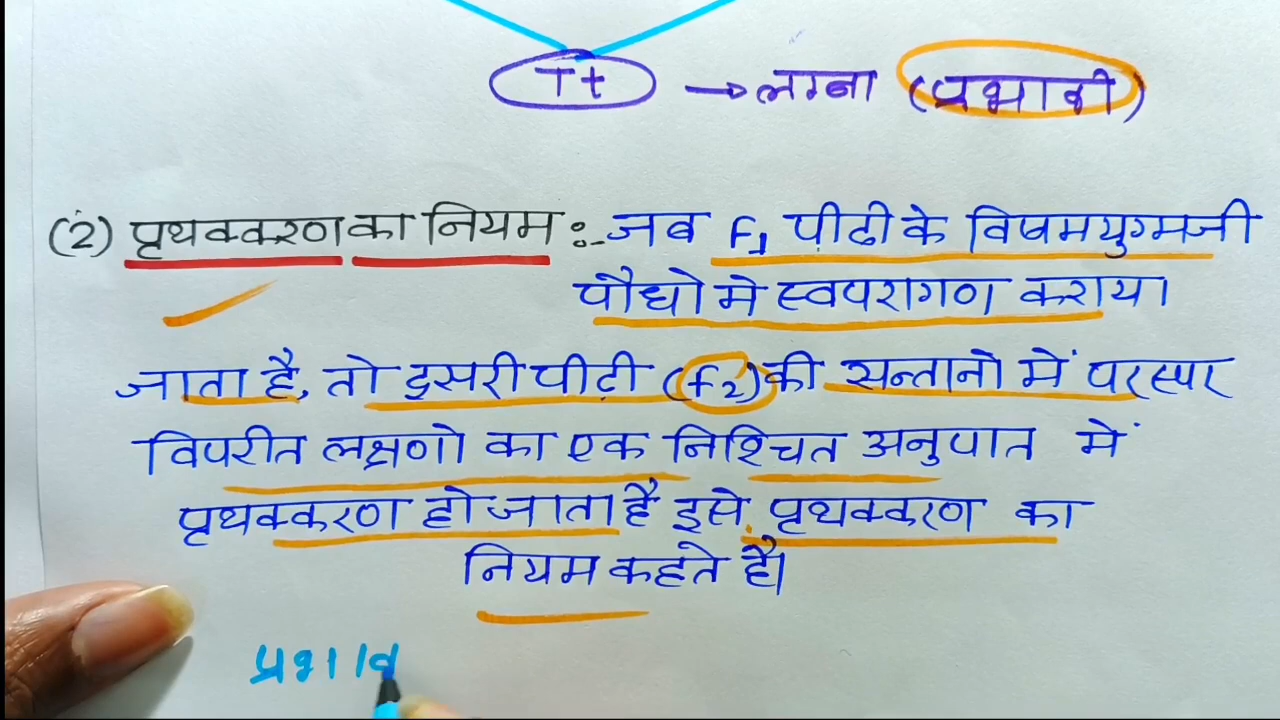 Tt → लम्बा (प्रभावी)
(2) पृथक्करण का नियम :- जब F1 पीढी के विषमयुग्मजी
पौधो मे स्वपरागण कराया
जाता है, तो दुसरी पीढ़ी (F2) की सन्तानो में परस्पर
विपरीत लक्षणो का एक निश्चित अनुपात में
पृथक्करण हो जाता है इसे पृथक्करण का
नियम कहते है।
प्रभाव